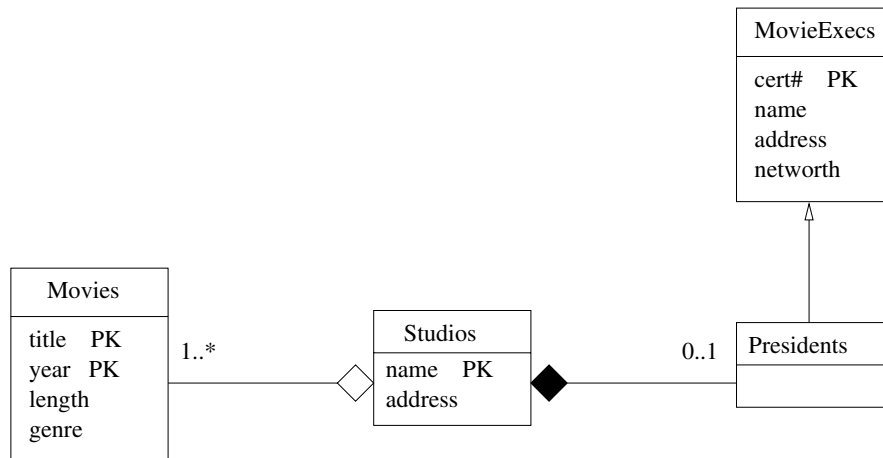 MovieExecs
cert# PK
name
address
networth
Movies
title PK
year PK
length
genre
1..*
Studios
name PK
address
0..1
Presidents